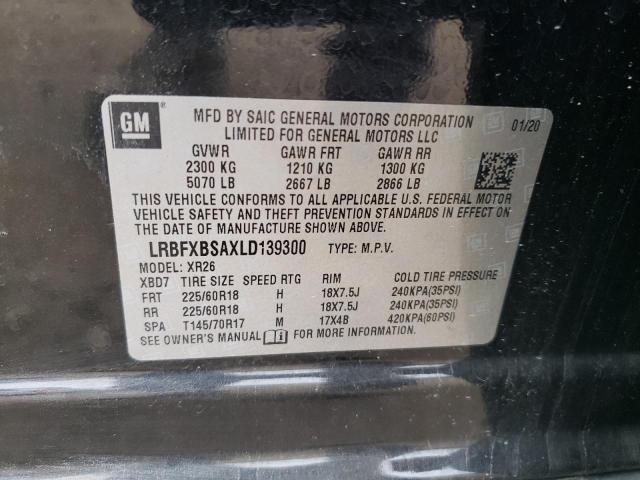 GM ®
MFD BY SAIC GENERAL MOTORS CORPORATION 01/20
LIMITED FOR GENERAL MOTORS LLC
GVWR GAWR FRT GAWR RR
2300 KG 1210 KG 1300 KG
5070 LB 2667 LB 2866 LB
THIS VEHICLE CONFORMS TO ALL APPLICABLE U.S. FEDERAL MOTOR
VEHICLE SAFETY AND THEFT PREVENTION STANDARDS IN EFFECT ON
THE DATE OF MANUFACTURE SHOWN ABOVE.
LRBFXBSAXLD139300 TYPE: M.P.V.
MODEL: XR26
XBD7 TIRE SIZE SPEED RTG RIM COLD TIRE PRESSURE
FRT 225/60R18 H 18X7.5J 240KPA(35PSI)
RR 225/60R18 H 18X7.5J 240KPA(35PSI)
SPA T145/70R17 M 17X4B 420KPA(60PSI)
SEE OWNER'S MANUAL FOR MORE INFORMATION.